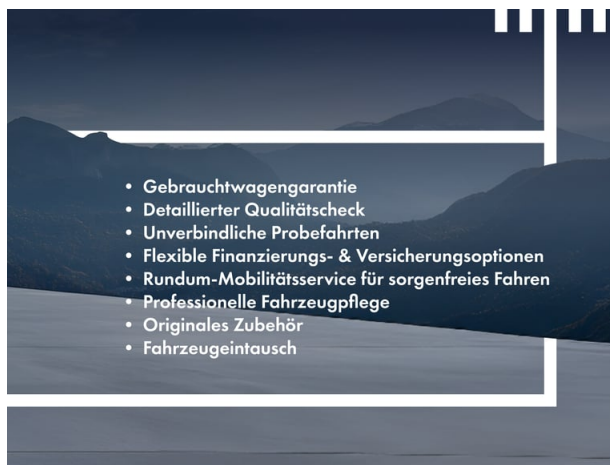 • Gebrauchtwagengarantie
• Detaillierter Qualitätscheck
• Unverbindliche Probefahrten
• Flexible Finanzierungs- & Versicherungsoptionen
• Rundum-Mobilitätsservice für sorgenfreies Fahren
• Professionelle Fahrzeugpflege
• Originales Zubehör
• Fahrzeugeintausch